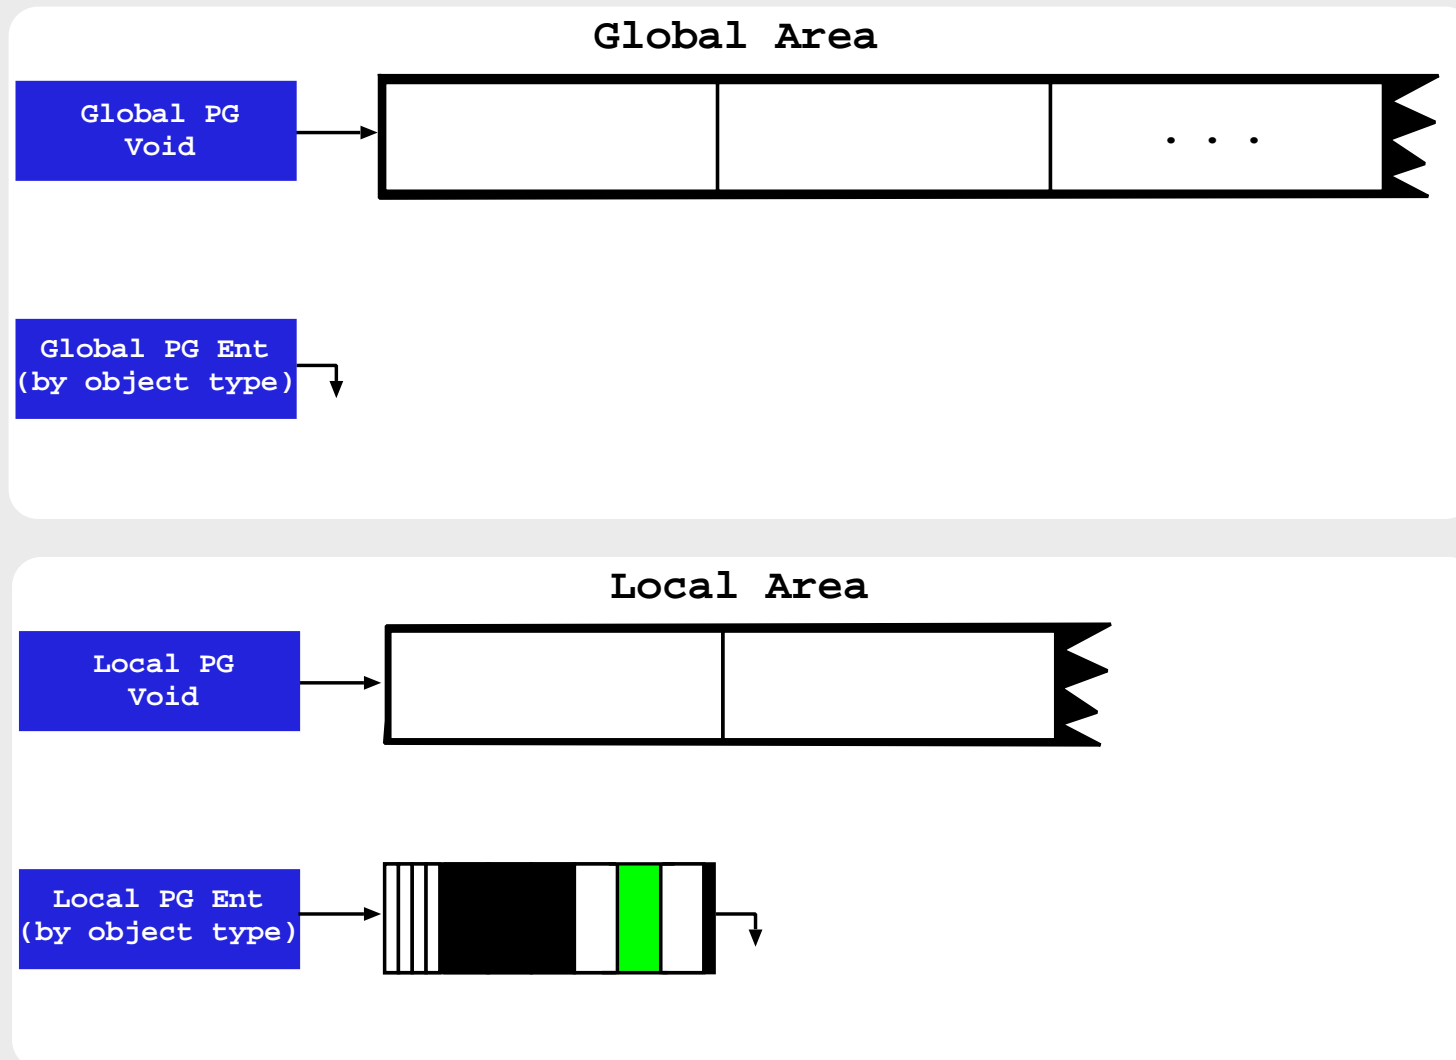 Global Area
Global PG
Void
. . .
Global PG Ent
(by object type)
Local Area
Local PG
Void
Local PG Ent
(by object type)